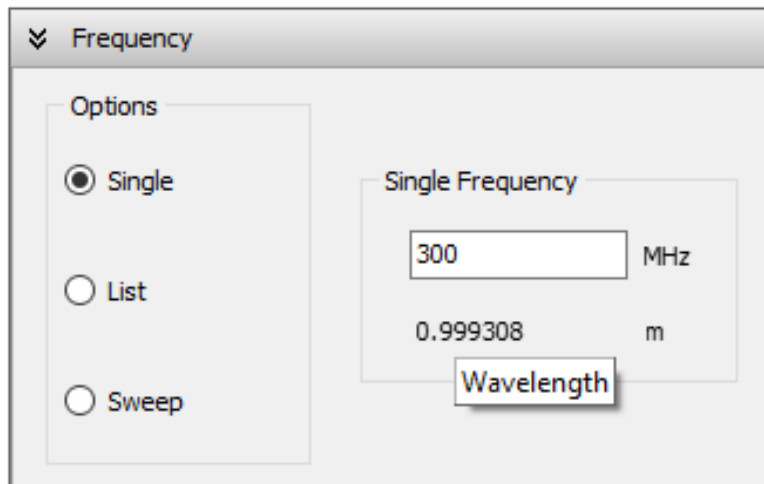 Frequency
Options
Single
List
Sweep
Single Frequency
300 MHz
0.999308 m
Wavelength